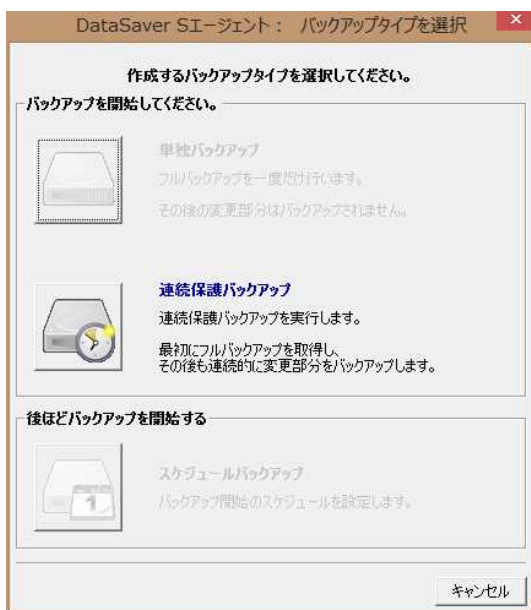 DataSaver Sエージェント： バックアップタイプを選択
作成するバックアップタイプを選択してください。
バックアップを開始してください。
単独バックアップ
フルバックアップを一度だけ行います。
その後の変更部分はバックアップされません。
連続保護バックアップ
連続保護バックアップを実行します。
最初にフルバックアップを取得し、
その後も連続的に変更部分をバックアップします。
後ほどバックアップを開始する
1
スケジュールバックアップ
バックアップ開始のスケジュールを設定します。
キャンセル